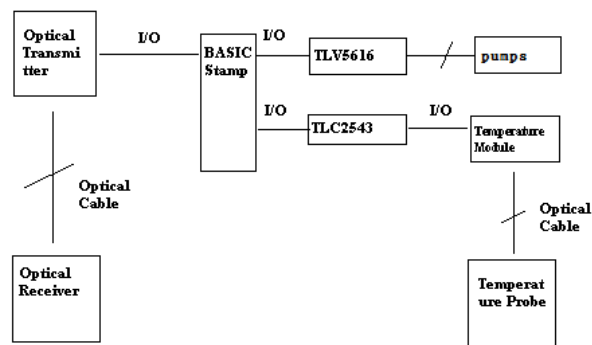 Optical
Transmi
tter
I/O
BASIC
Stamp
I/O
TLV5616
pumps
I/O
TLC2543
I/O
Temperature
Module
Optical
Cable
Optical
Cable
Optical
Receiver
Temperat
ure Probe